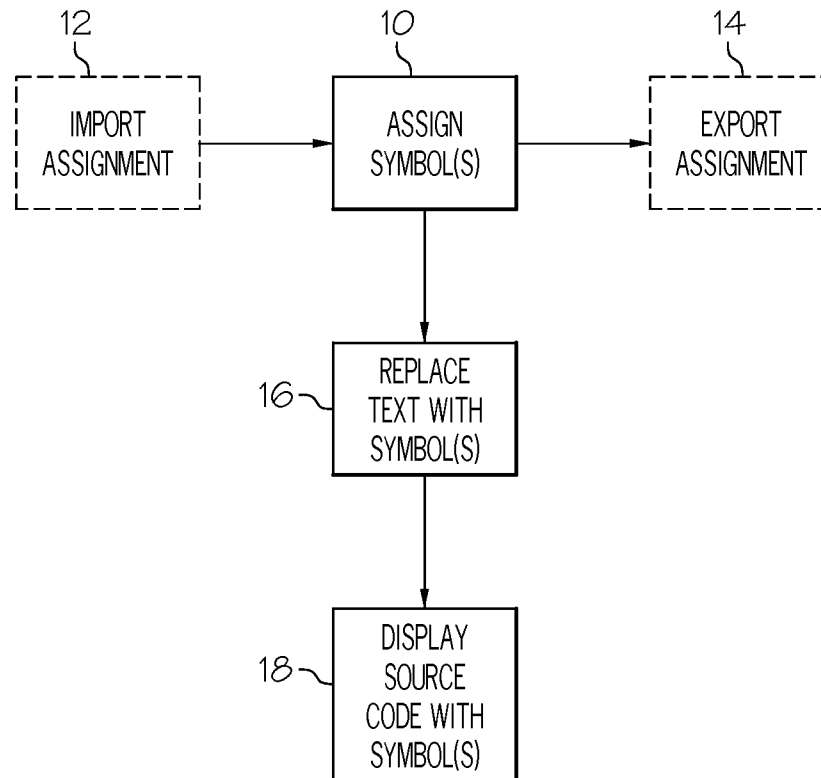 12
10
14
IMPORT
ASSIGNMENT
ASSIGN
SYMBOL(S)
EXPORT
ASSIGNMENT
16
REPLACE
TEXT WITH
SYMBOL(S)
18
DISPLAY
SOURCE
CODE WITH
SYMBOL(S)